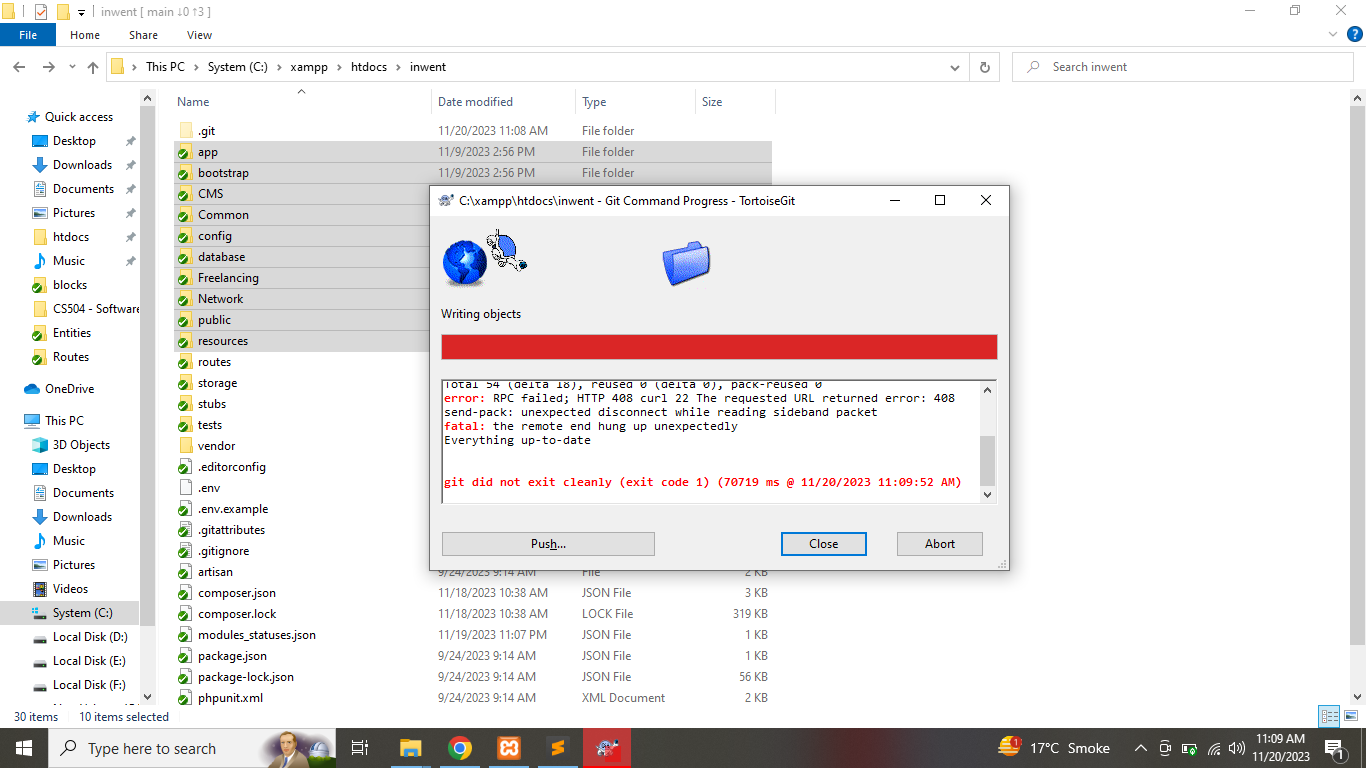 inwent [ main ↓0 ↑3 ]
File Home Share View
This PC > System (C:) > xampp > htdocs > inwent
Search inwent
Name Date modified Type Size
Quick access
Desktop
Downloads
Documents
Pictures
htdocs
Music
blocks
CS504 - Software
Entities
Routes
OneDrive
This PC
3D Objects
Desktop
Documents
Downloads
Music
Pictures
Videos
System (C:)
Local Disk (D:)
Local Disk (E:)
Local Disk (F:)
.git 11/20/2023 11:08 AM File folder
app 11/9/2023 2:56 PM File folder
bootstrap 11/9/2023 2:56 PM File folder
CMS
Common
config
database
Freelancing
Network
public
resources
routes
storage
stubs
tests
vendor
.editorconfig
.env
.env.example
.gitattributes
.gitignore
artisan 9/24/2023 9:14 AM File 2 KB
composer.json 11/18/2023 10:38 AM JSON File 3 KB
composer.lock 11/18/2023 10:38 AM LOCK File 319 KB
modules_statuses.json 11/19/2023 11:07 PM JSON File 1 KB
package.json 9/24/2023 9:14 AM JSON File 1 KB
package-lock.json 9/24/2023 9:14 AM JSON File 56 KB
phpunit.xml 9/24/2023 9:14 AM XML Document 2 KB
C:\xampp\htdocs\inwent - Git Command Progress - TortoiseGit
Writing objects
Total 54 (delta 18), reused 0 (delta 0), pack-reused 0
error: RPC failed; HTTP 408 curl 22 The requested URL returned error: 408
send-pack: unexpected disconnect while reading sideband packet
fatal: the remote end hung up unexpectedly
Everything up-to-date
git did not exit cleanly (exit code 1) (70719 ms @ 11/20/2023 11:09:52 AM)
Push... Close Abort
30 items 10 items selected
Type here to search
1
17°C Smoke
11:09 AM
11/20/2023
1